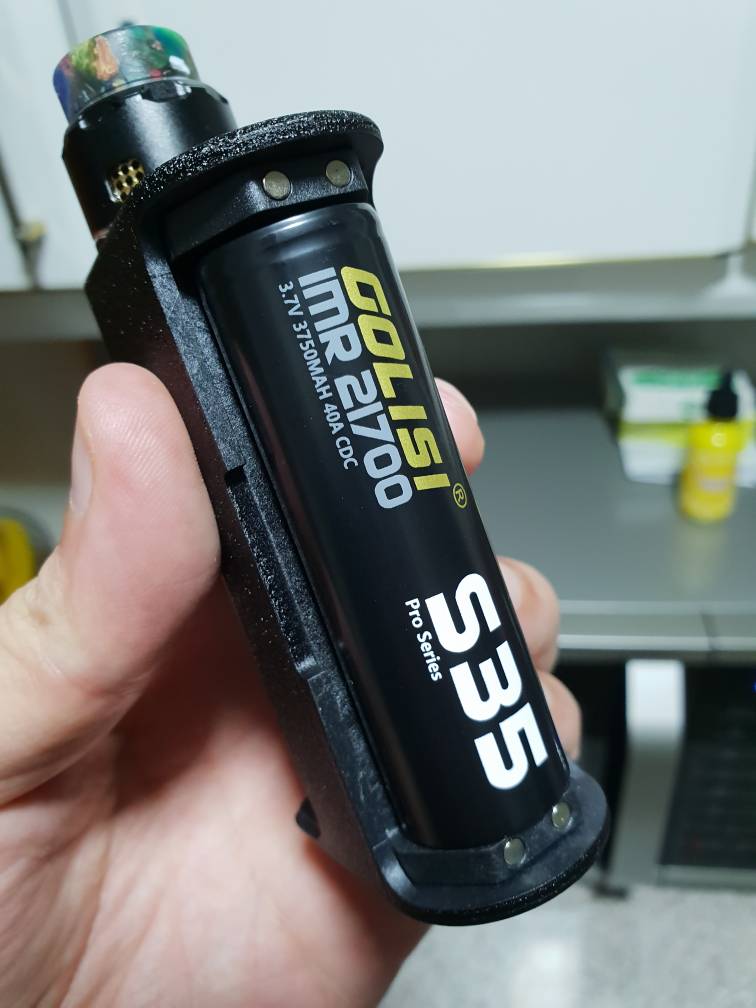 GOLISI®
IMR 21700
3.7V 3750MAH 40A CDC
S35
Pro Series